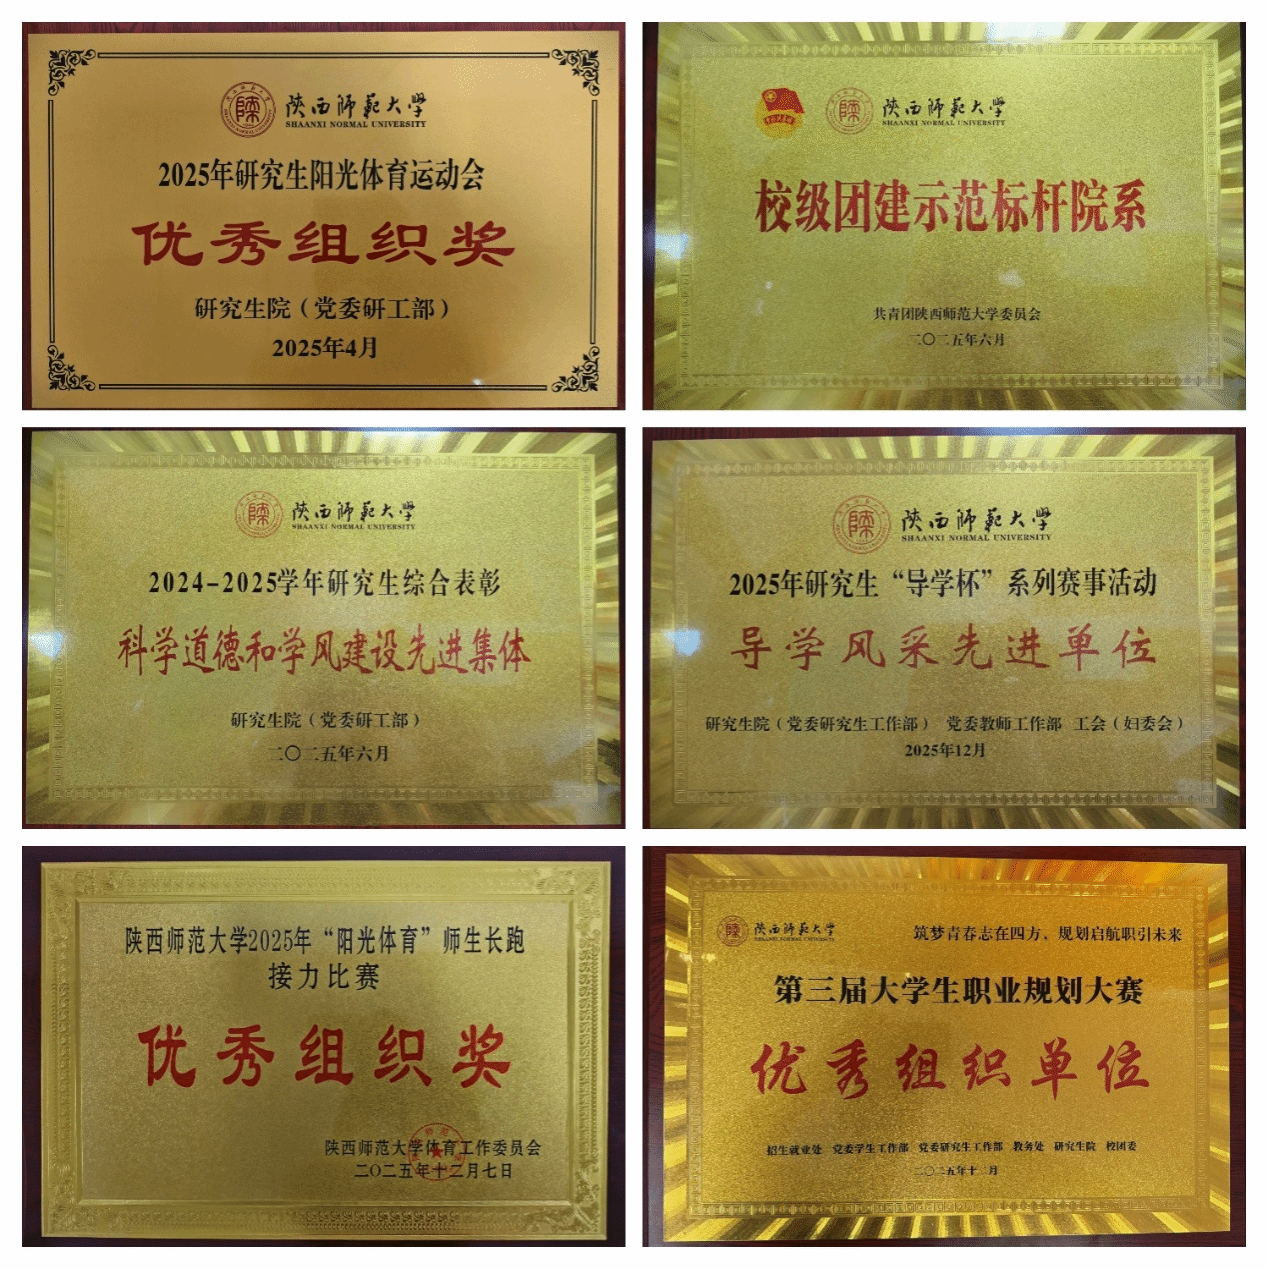 陕西师范大学
SHAANXI NORMAL UNIVERSITY
2025年研究生阳光体育运动会
优秀组织奖
研究生院（党委研工部）
2025年4月
陕西师范大学
SHAANXI NORMAL UNIVERSITY
校级团建示范标杆院系
共青团陕西师范大学委员会
二〇二五年六月
陕西师范大学
SHAANXI NORMAL UNIVERSITY
2024-2025学年研究生综合表彰
科学道德和学风建设先进集体
研究生院（党委研工部）
二〇二五年六月
陕西师范大学
SHAANXI NORMAL UNIVERSITY
2025年研究生“导学杯”系列赛事活动
导学风采先进单位
研究生院（党委研究生工作部） 党委教师工作部 工会（妇委会）
2025年12月
陕西师范大学2025年“阳光体育”师生长跑
接力比赛
优秀组织奖
陕西师范大学体育工作委员会
二〇二五年十二月七日
陕西师范大学
SHAANXI NORMAL UNIVERSITY
筑梦青春志在四方、规划启航职引未来
第三届大学生职业规划大赛
优秀组织单位
招生就业处 党委学生工作部 党委研究生工作部 教务处 研究生院 校团委
二〇二五年十二月